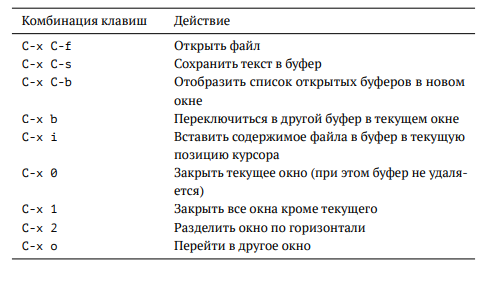 Комбинация клавиш Действие
C-x C-f Открыть файл
C-x C-s Сохранить текст в буфер
C-x C-b Отобразить список открытых буферов в новом
окне
C-x b Переключиться в другой буфер в текущем окне
C-x i Вставить содержимое файла в буфер в текущую
позицию курсора
C-x 0 Закрыть текущее окно (при этом буфер не удаля-
ется)
C-x 1 Закрыть все окна кроме текущего
C-x 2 Разделить окно по горизонтали
C-x o Перейти в другое окно